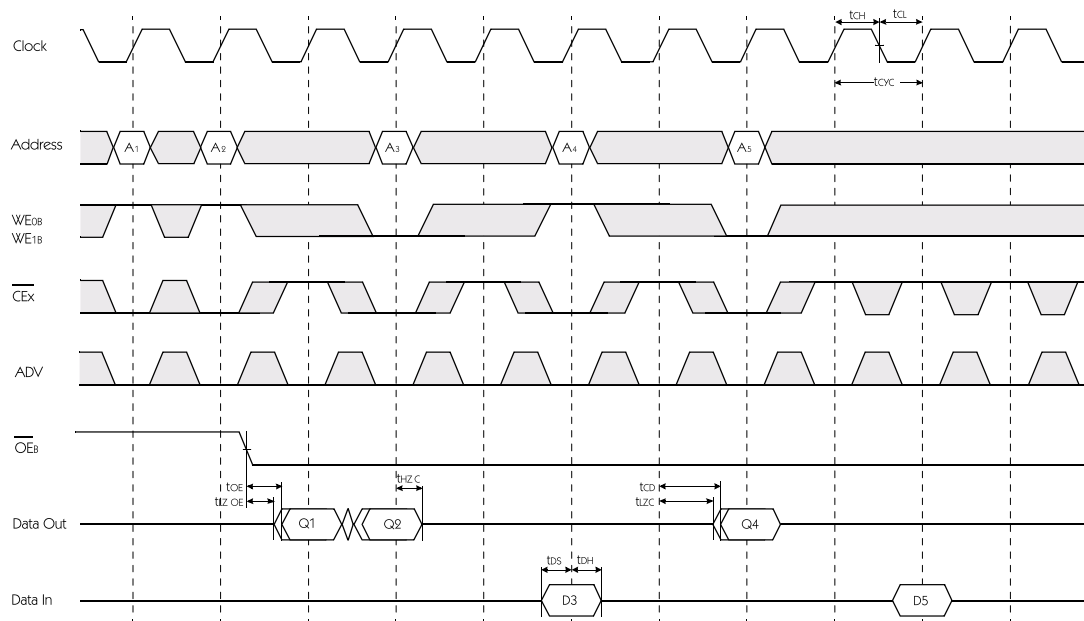 Clock
tCH
tCL
tCYC
Address
A1
A2
A3
A4
A5
WE0B
WE1B
CEx
ADV
OEB
tOE
tLZ OE
tHZ C
tCD
tLZC
Data Out
Q1
Q2
Q4
tDS
tDH
Data In
D3
D5